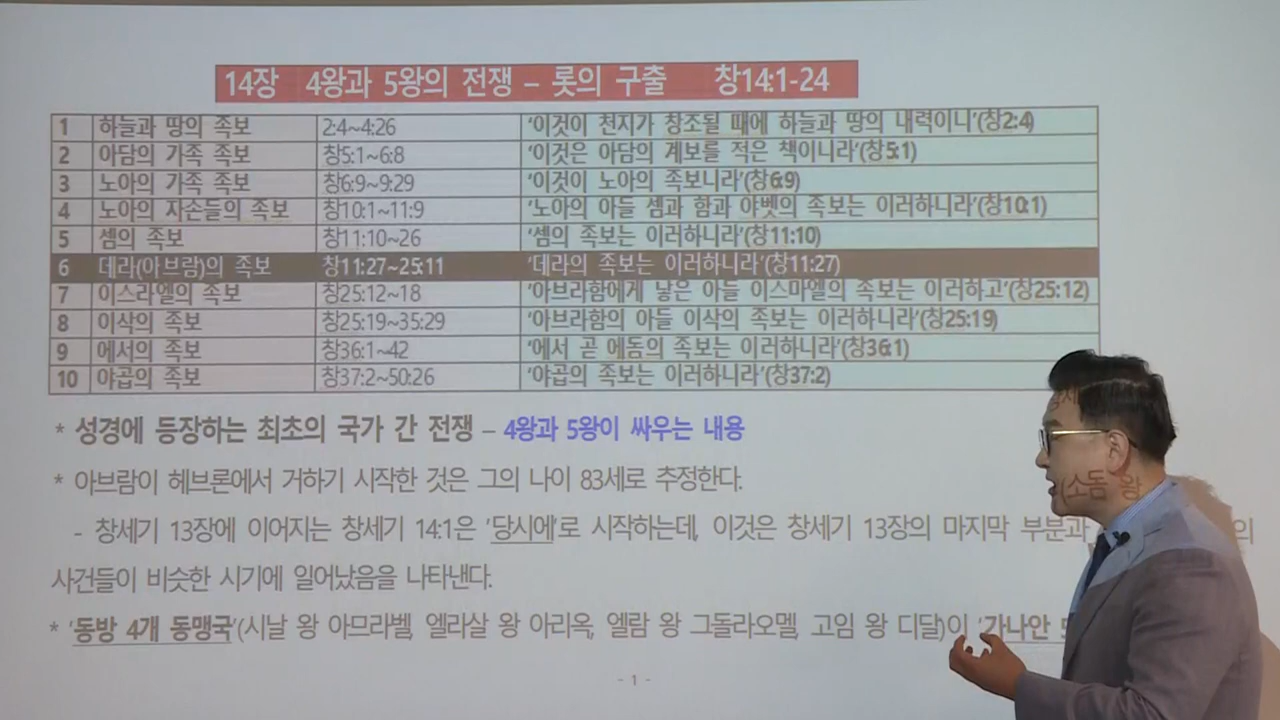 14장 4왕과 5왕의 전쟁 – 롯의 구출 창14:1-24
1 하늘과 땅의 족보 2:4~4:26 '이것이 천지가 창조될 때에 하늘과 땅의 내력이니'(창2:4)
2 아담의 가족 족보 창5:1~6:8 '이것은 아담의 계보를 적은 책이니라'(창5:1)
3 노아의 가족 족보 창6:9~9:29 '이것이 노아의 족보니라'(창6:9)
4 노아의 자손들의 족보 창10:1~11:9 '노아의 아들 셈과 함과 야벳의 족보는 이러하니라'(창10:1)
5 셈의 족보 창11:10~26 '셈의 족보는 이러하니라'(창11:10)
6 데라(아브람)의 족보 창11:27~25:11 '데라의 족보는 이러하니라'(창11:27)
7 이스라엘의 족보 창25:12~18 '아브라함에게 낳은 아들 이스마엘의 족보는 이러하고'(창25:12)
8 이삭의 족보 창25:19~35:29 '아브라함의 아들 이삭의 족보는 이러하니라'(창25:19)
9 에서의 족보 창36:1~42 '에서 곧 에돔의 족보는 이러하니라'(창36:1)
10 야곱의 족보 창37:2~50:26 '야곱의 족보는 이러하니라'(창37:2)
* 성경에 등장하는 최초의 국가 간 전쟁 – 4왕과 5왕이 싸우는 내용
* 아브람이 헤브론에서 거하기 시작한 것은 그의 나이 83세로 추정한다.
- 창세기 13장에 이어지는 창세기 14:1은 '당시에'로 시작하는데, 이것은 창세기 13장의 마지막 부분과 의
사건들이 비슷한 시기에 일어났음을 나타낸다.
* '동방 4개 동맹국'(시날 왕 아므라벨, 엘라살 왕 아리옥, 엘람 왕 그돌라오멜, 고임 왕 디달)이 '가나안
(소돔 왕
- 1 -